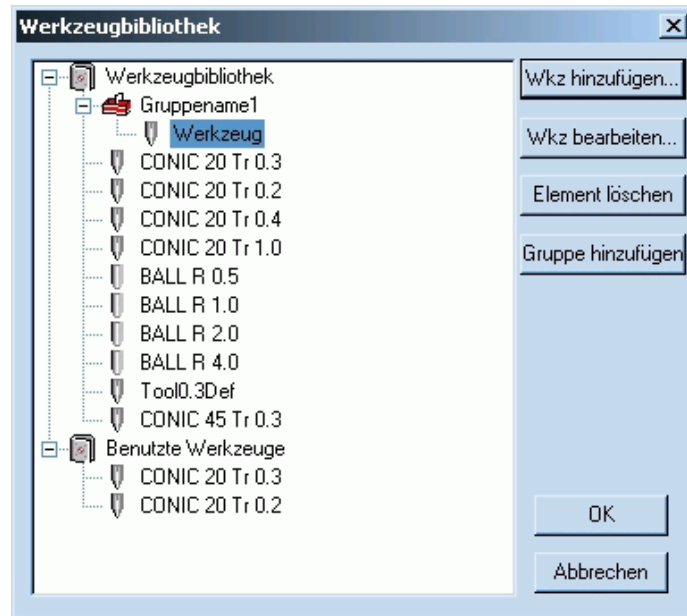 Werkzeugbibliothek
Werkzeugbibliothek
Gruppename1
Werkzeug
CONIC 20 Tr 0.3
CONIC 20 Tr 0.2
CONIC 20 Tr 0.4
CONIC 20 Tr 1.0
BALL R 0.5
BALL R 1.0
BALL R 2.0
BALL R 4.0
Tool0.3Def
CONIC 45 Tr 0.3
Benutzte Werkzeuge
CONIC 20 Tr 0.3
CONIC 20 Tr 0.2
Wkz hinzufügen...
Wkz bearbeiten...
Element löschen
Gruppe hinzufügen
OK
Abbrechen